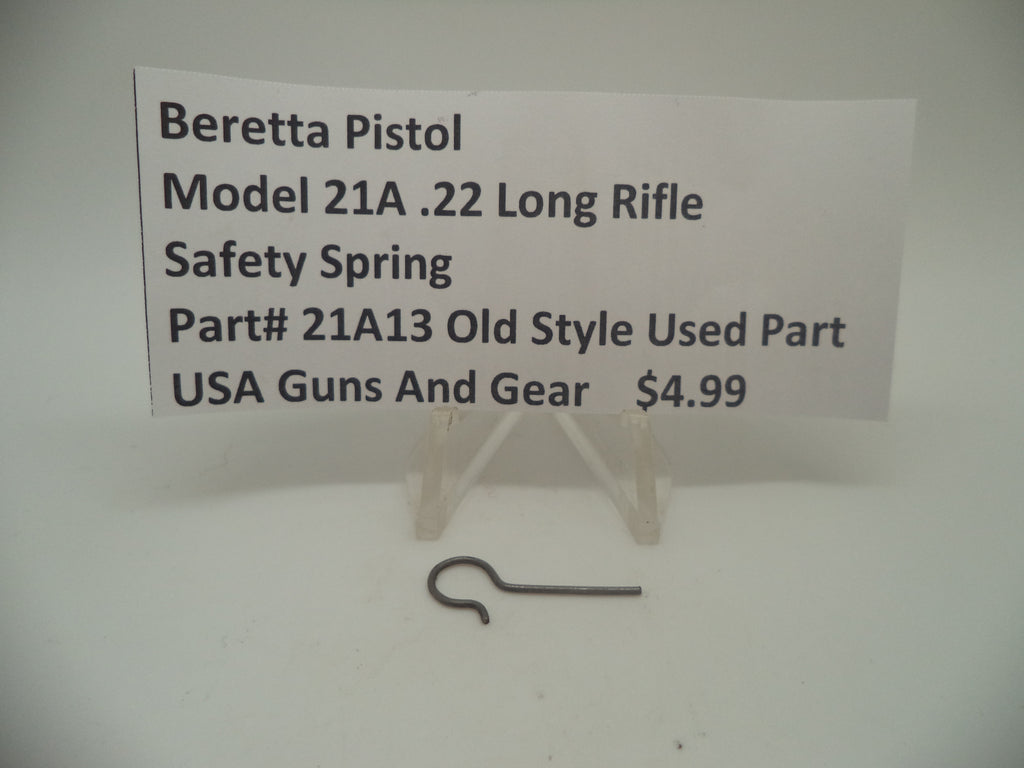 Beretta Pistol
Model 21A .22 Long Rifle
Safety Spring
Part# 21A13 Old Style Used Part
USA Guns And Gear $4.99